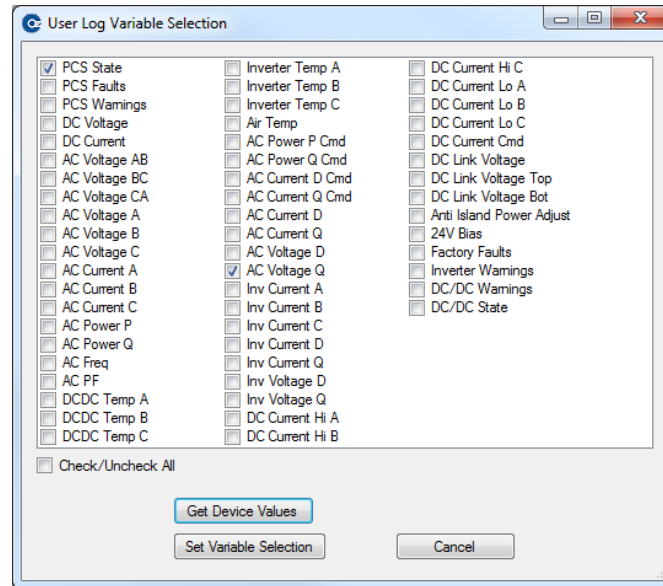 User Log Variable Selection
PCS State
PCS Faults
PCS Warnings
DC Voltage
DC Current
AC Voltage AB
AC Voltage BC
AC Voltage CA
AC Voltage A
AC Voltage B
AC Voltage C
AC Current A
AC Current B
AC Current C
AC Power P
AC Power Q
AC Freq
AC PF
DCDC Temp A
DCDC Temp B
DCDC Temp C
Inverter Temp A
Inverter Temp B
Inverter Temp C
Air Temp
AC Power P Cmd
AC Power Q Cmd
AC Current D Cmd
AC Current Q Cmd
AC Current D
AC Current Q
AC Voltage D
AC Voltage Q
Inv Current A
Inv Current B
Inv Current C
Inv Current D
Inv Current Q
Inv Voltage D
Inv Voltage Q
DC Current Hi A
DC Current Hi B
DC Current Hi C
DC Current Lo A
DC Current Lo B
DC Current Lo C
DC Current Cmd
DC Link Voltage
DC Link Voltage Top
DC Link Voltage Bot
Anti Island Power Adjust
24V Bias
Factory Faults
Inverter Warnings
DC/DC Warnings
DC/DC State
Check/Uncheck All
Get Device Values
Set Variable Selection
Cancel